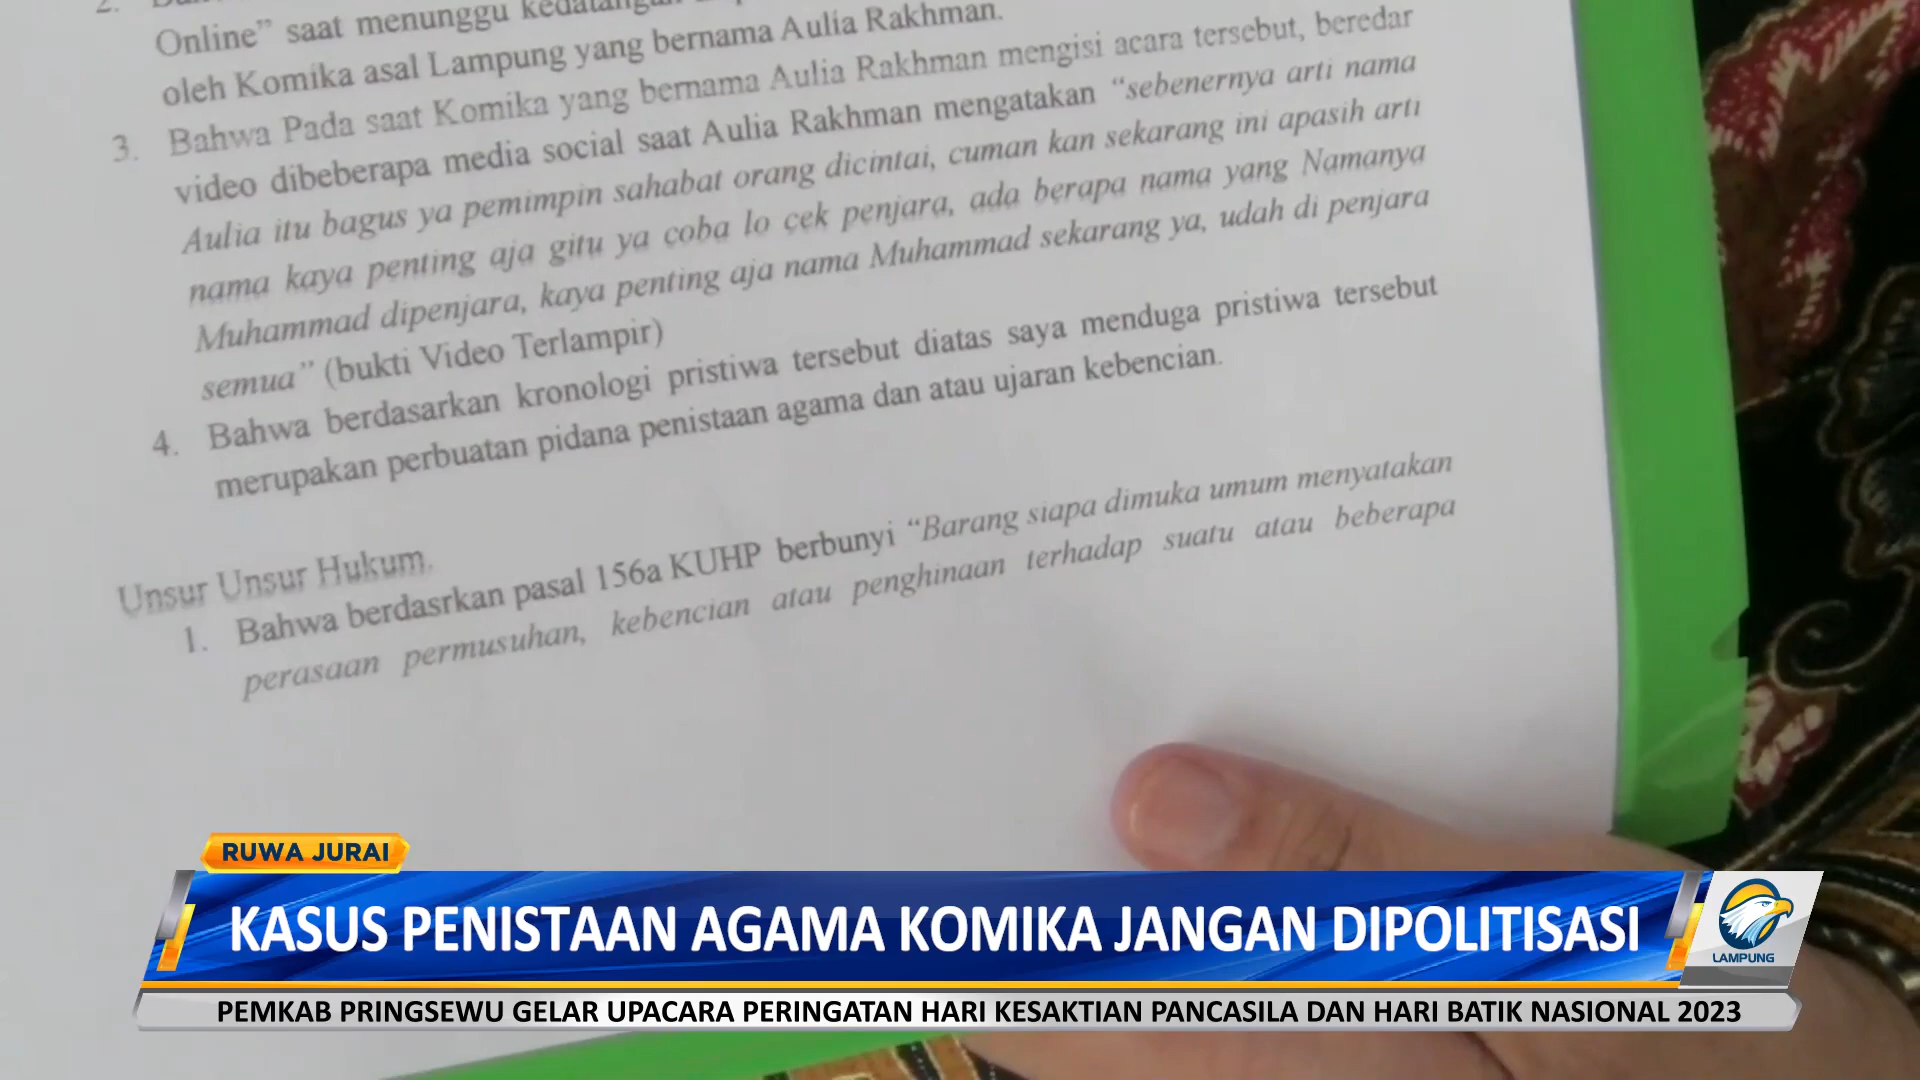 2.
Online” saat menunggu
oleh Komika asal Lampung yang bernama Aulia Rakhman.
3. Bahwa Pada saat Komika yang bernama Aulia Rakhman mengisi acara tersebut, beredar
video dibeberapa media social saat Aulia Rakhman mengatakan “sebenernya arti nama
Aulia itu bagus ya pemimpin sahabat orang dicintai, cuman kan sekarang ini apasih arti
nama kaya penting aja gitu ya coba lo cek penjara, ada berapa nama yang Namanya
Muhammad dipenjara, kaya penting aja nama Muhammad sekarang ya, udah di penjara
semua” (bukti Video Terlampir)
4. Bahwa berdasarkan kronologi pristiwa tersebut diatas saya menduga pristiwa tersebut
merupakan perbuatan pidana penistaan agama dan atau ujaran kebencian.
Unsur Unsur Hukum.
1. Bahwa berdasrkan pasal 156a KUHP berbunyi “Barang siapa dimuka umum menyatakan
perasaan permusuhan, kebencian atau penghinaan terhadap suatu atau beberapa
RUWA JURAI
KASUS PENISTAAN AGAMA KOMIKA JANGAN DIPOLITISASI
LAMPUNG
PEMKAB PRINGSEWU GELAR UPACARA PERINGATAN HARI KESAKTIAN PANCASILA DAN HARI BATIK NASIONAL 2023